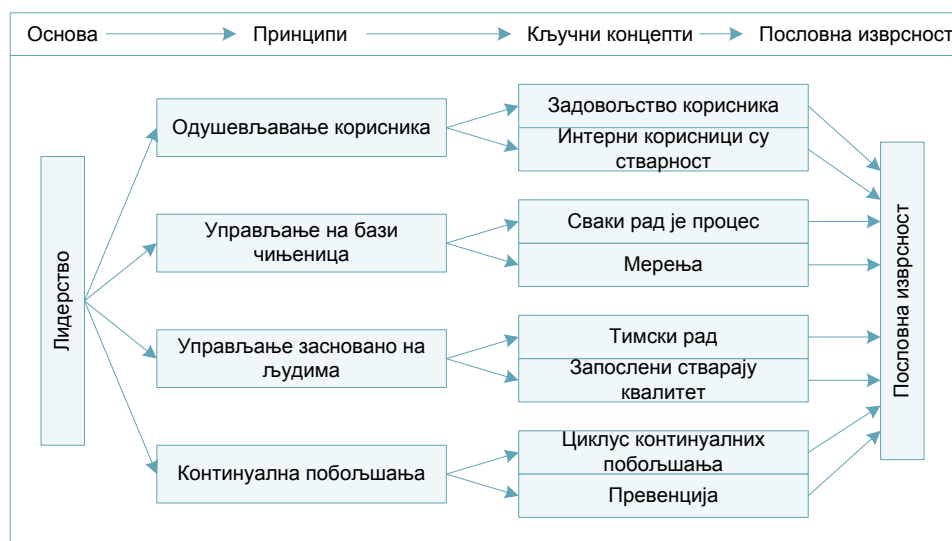 Основа
Принципи
Кључни концепти
Пословна изврсност
Лидерство
Одушевљавање корисника
Задовољство корисника
Интерни корисници су
стварност
Управљање на бази
чињеница
Сваки рад је процес
Мерења
Управљање засновано на
људима
Тимски рад
Запослени стварају
квалитет
Континуална побољшања
Циклус континуалних
побољшања
Превенција
Пословна изврсност